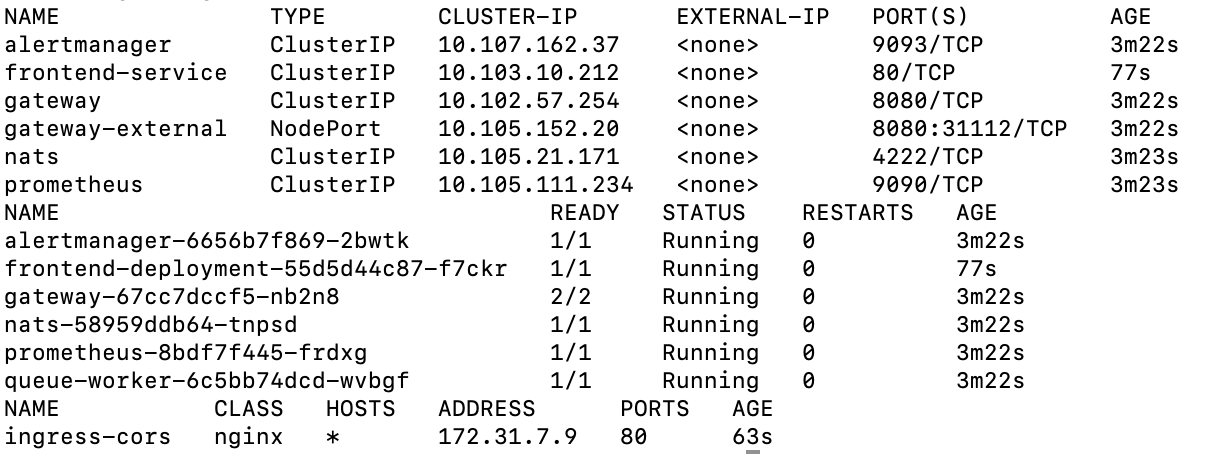 NAME TYPE CLUSTER-IP EXTERNAL-IP PORT(S) AGE
alertmanager ClusterIP 10.107.162.37 <none> 9093/TCP 3m22s
frontend-service ClusterIP 10.103.10.212 <none> 80/TCP 77s
gateway ClusterIP 10.102.57.254 <none> 8080/TCP 3m22s
gateway-external NodePort 10.105.152.20 <none> 8080:31112/TCP 3m22s
nats ClusterIP 10.105.21.171 <none> 4222/TCP 3m23s
prometheus ClusterIP 10.105.111.234 <none> 9090/TCP 3m23s
NAME READY STATUS RESTARTS AGE
alertmanager-6656b7f869-2bwtk 1/1 Running 0 3m22s
frontend-deployment-55d5d44c87-f7ckr 1/1 Running 0 77s
gateway-67cc7dccf5-nb2n8 2/2 Running 0 3m22s
nats-58959ddb64-tnpsd 1/1 Running 0 3m22s
prometheus-8bdf7f445-frdxg 1/1 Running 0 3m22s
queue-worker-6c5bb74dcd-wvbgf 1/1 Running 0 3m22s
NAME CLASS HOSTS ADDRESS PORTS AGE
ingress-cors nginx * 172.31.7.9 80 63s